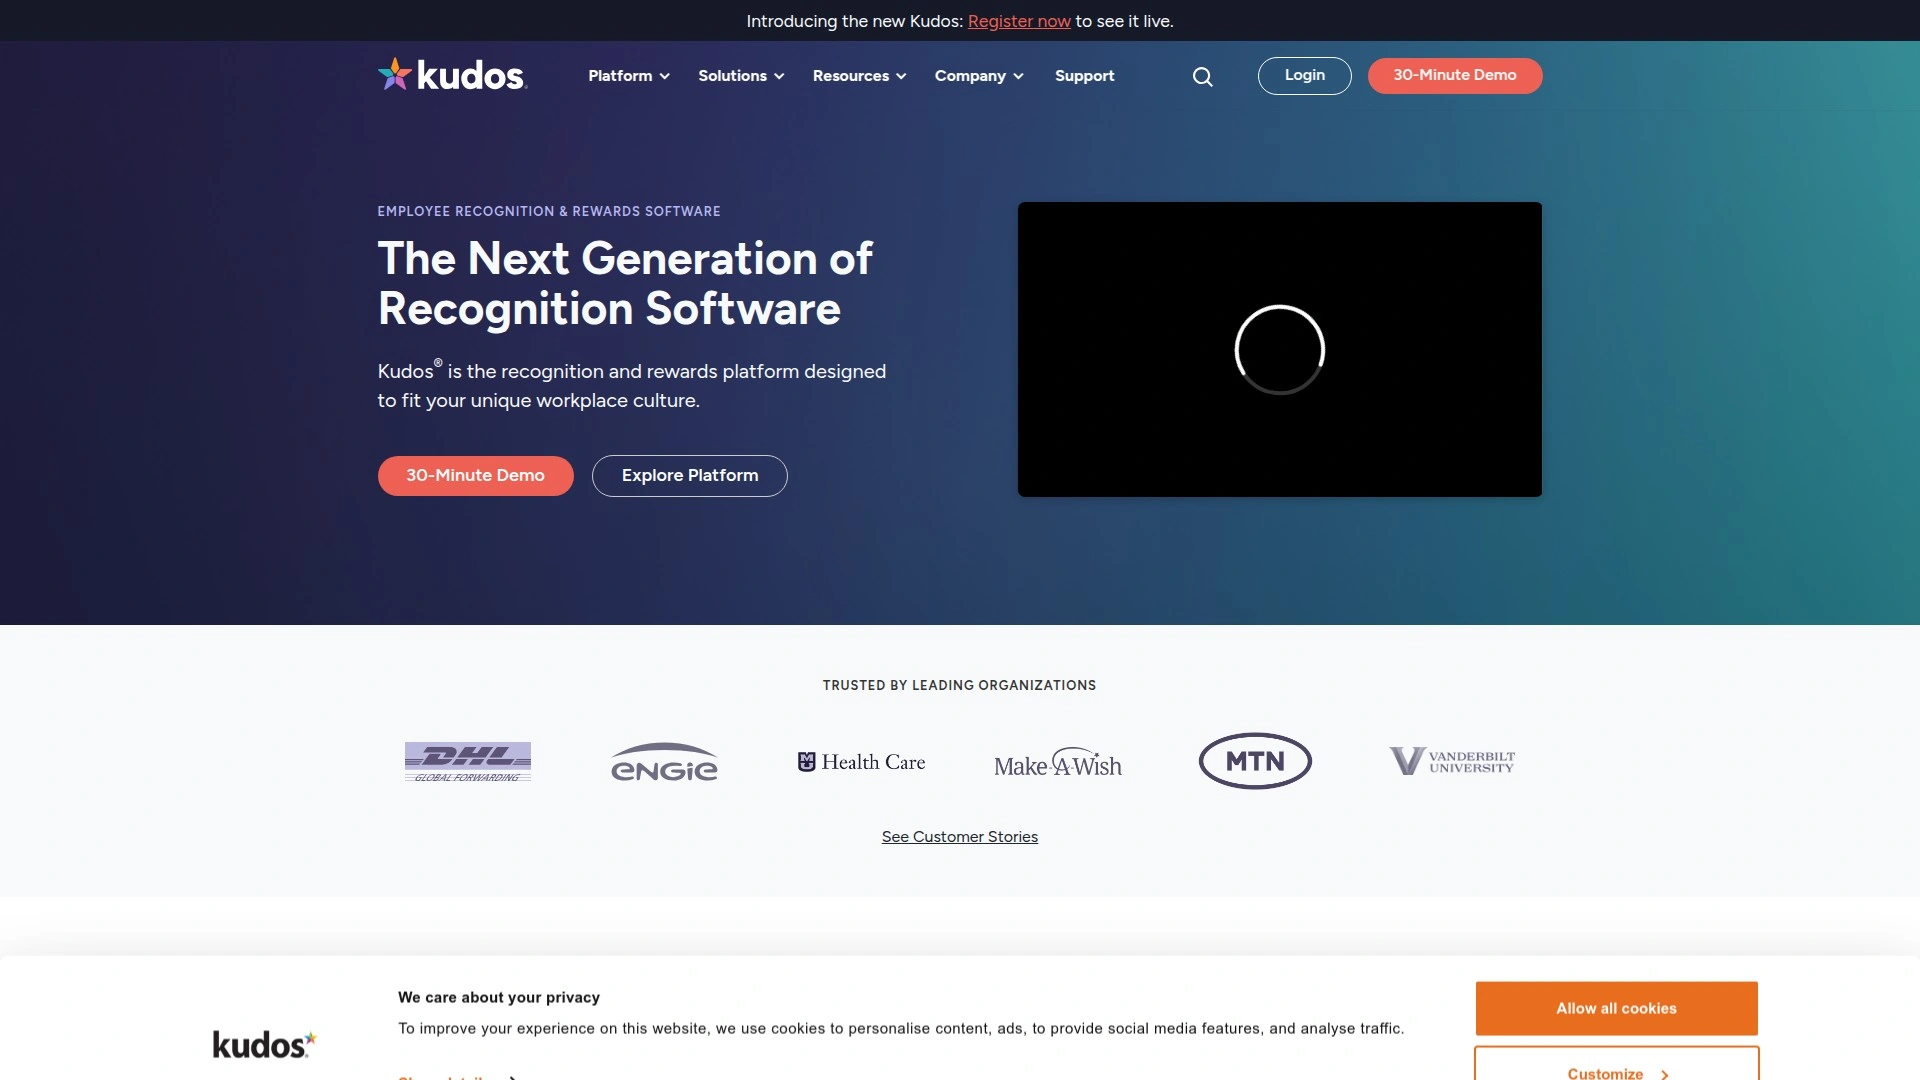 Introducing the new Kudos: Register now to see it live.
kudos
Platform
Solutions
Resources
Company
Support
Login
30-Minute Demo
EMPLOYEE RECOGNITION & REWARDS SOFTWARE
The Next Generation of
Recognition Software
Kudos® is the recognition and rewards platform designed
to fit your unique workplace culture.
30-Minute Demo
Explore Platform
TRUSTED BY LEADING ORGANIZATIONS
DHL
GLOBAL FORWARDING
ENGIE
MU Health Care
Make-A-Wish
MTN
VANDERBILT
UNIVERSITY
See Customer Stories
kudos
We care about your privacy
To improve your experience on this website, we use cookies to personalise content, ads, to provide social media features, and analyse traffic.
Allow all cookies
Customize